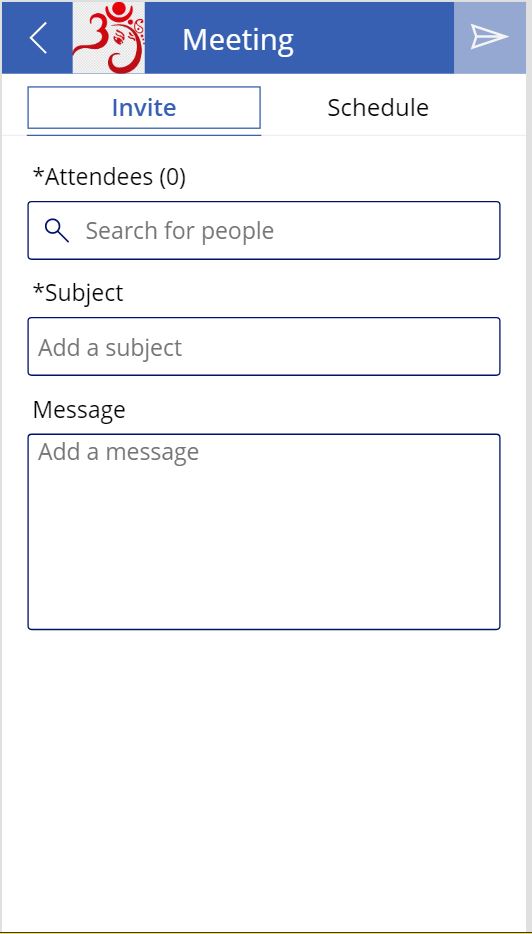 Meeting
Invite Schedule
*Attendees (0)
Search for people
*Subject
Add a subject
Message
Add a message